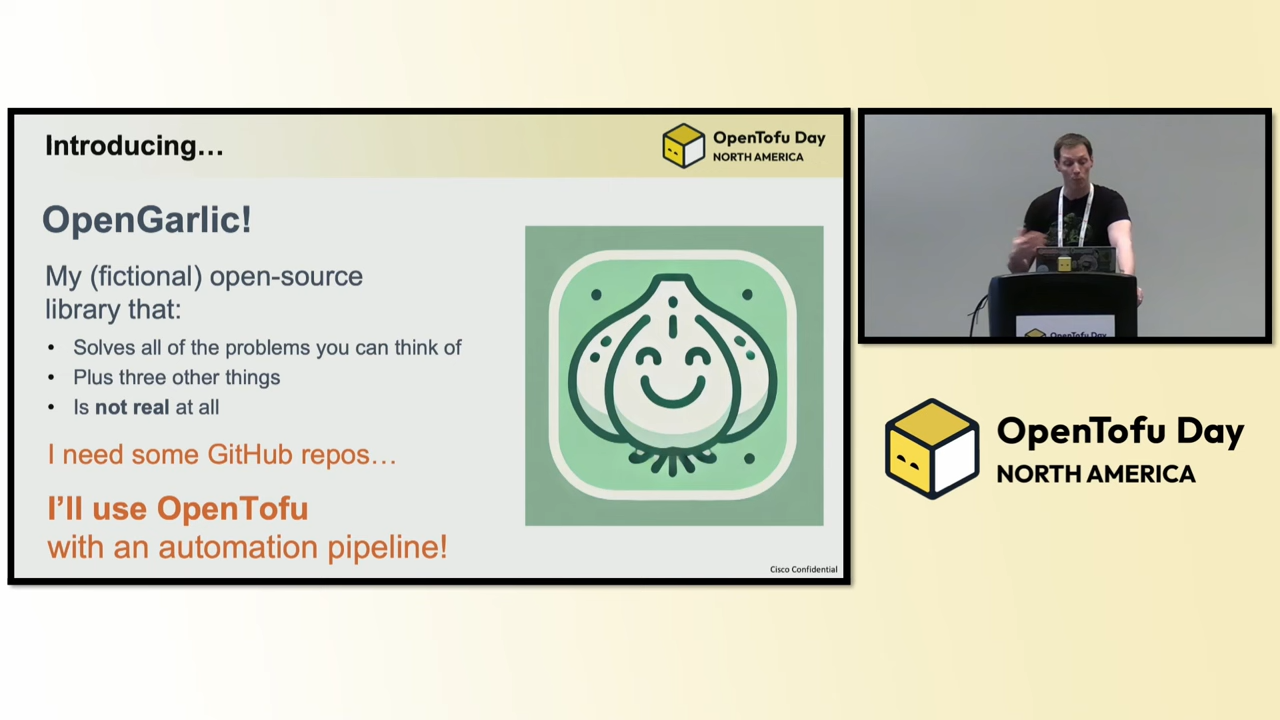 Introducing…
OpenTofu Day
NORTH AMERICA
OpenGarlic!
My (fictional) open-source
library that:
• Solves all of the problems you can think of
• Plus three other things
• Is not real at all
I need some GitHub repos…
I'll use OpenTofu
with an automation pipeline!
Cisco Confidential
OpenTofu Day
OpenTofu Day
NORTH AMERICA